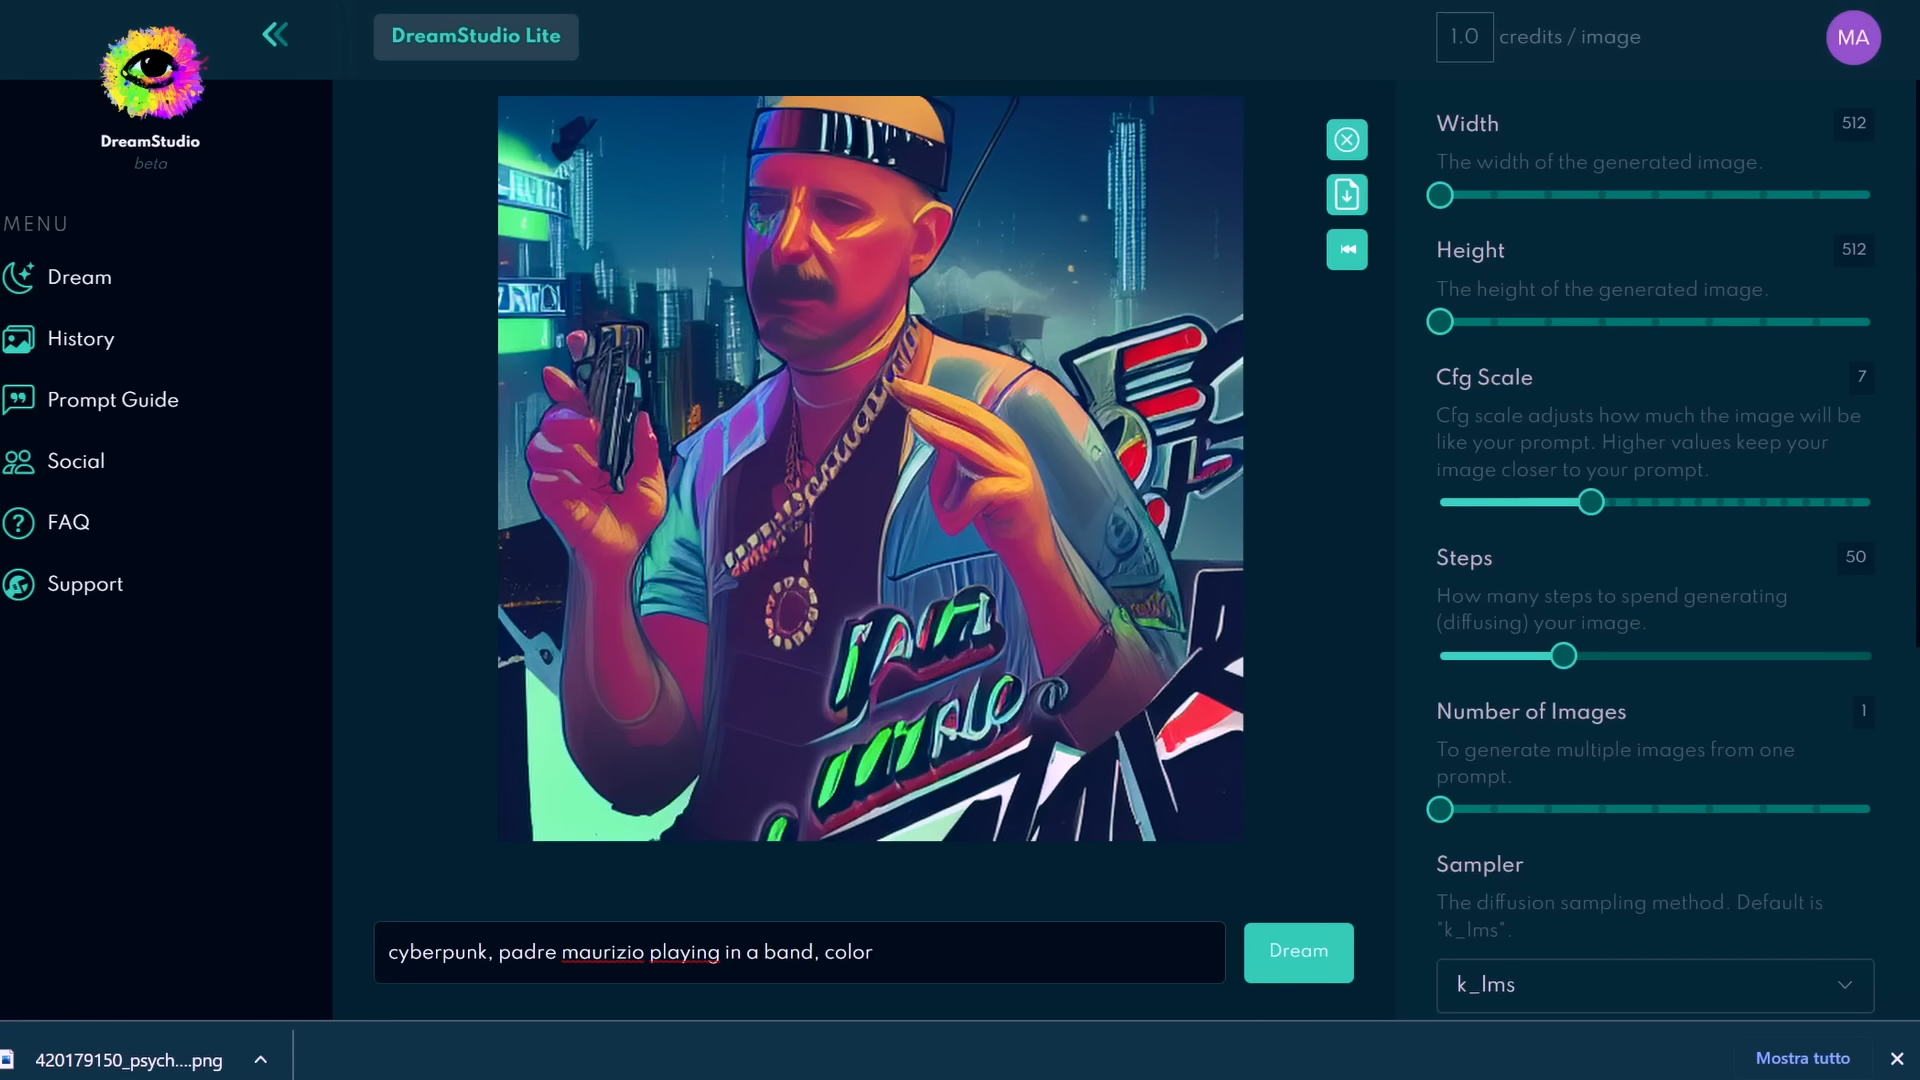 DreamStudio
beta
MENU
Dream
History
Prompt Guide
Social
FAQ
Support
DreamStudio Lite
1.0 credits / image
MA
Width 512
The width of the generated image.
Height 512
The height of the generated image.
Cfg Scale 7
Cfg scale adjusts how much the image will be
like your prompt. Higher values keep your
image closer to your prompt.
Steps 50
How many steps to spend generating
(diffusing) your image.
Number of Images 1
To generate multiple images from one
prompt.
Sampler
The diffusion sampling method. Default is
"k_lms".
k_lms
cyberpunk, padre maurizio playing in a band, color
Dream
420179150_psych....png
Mostra tutto